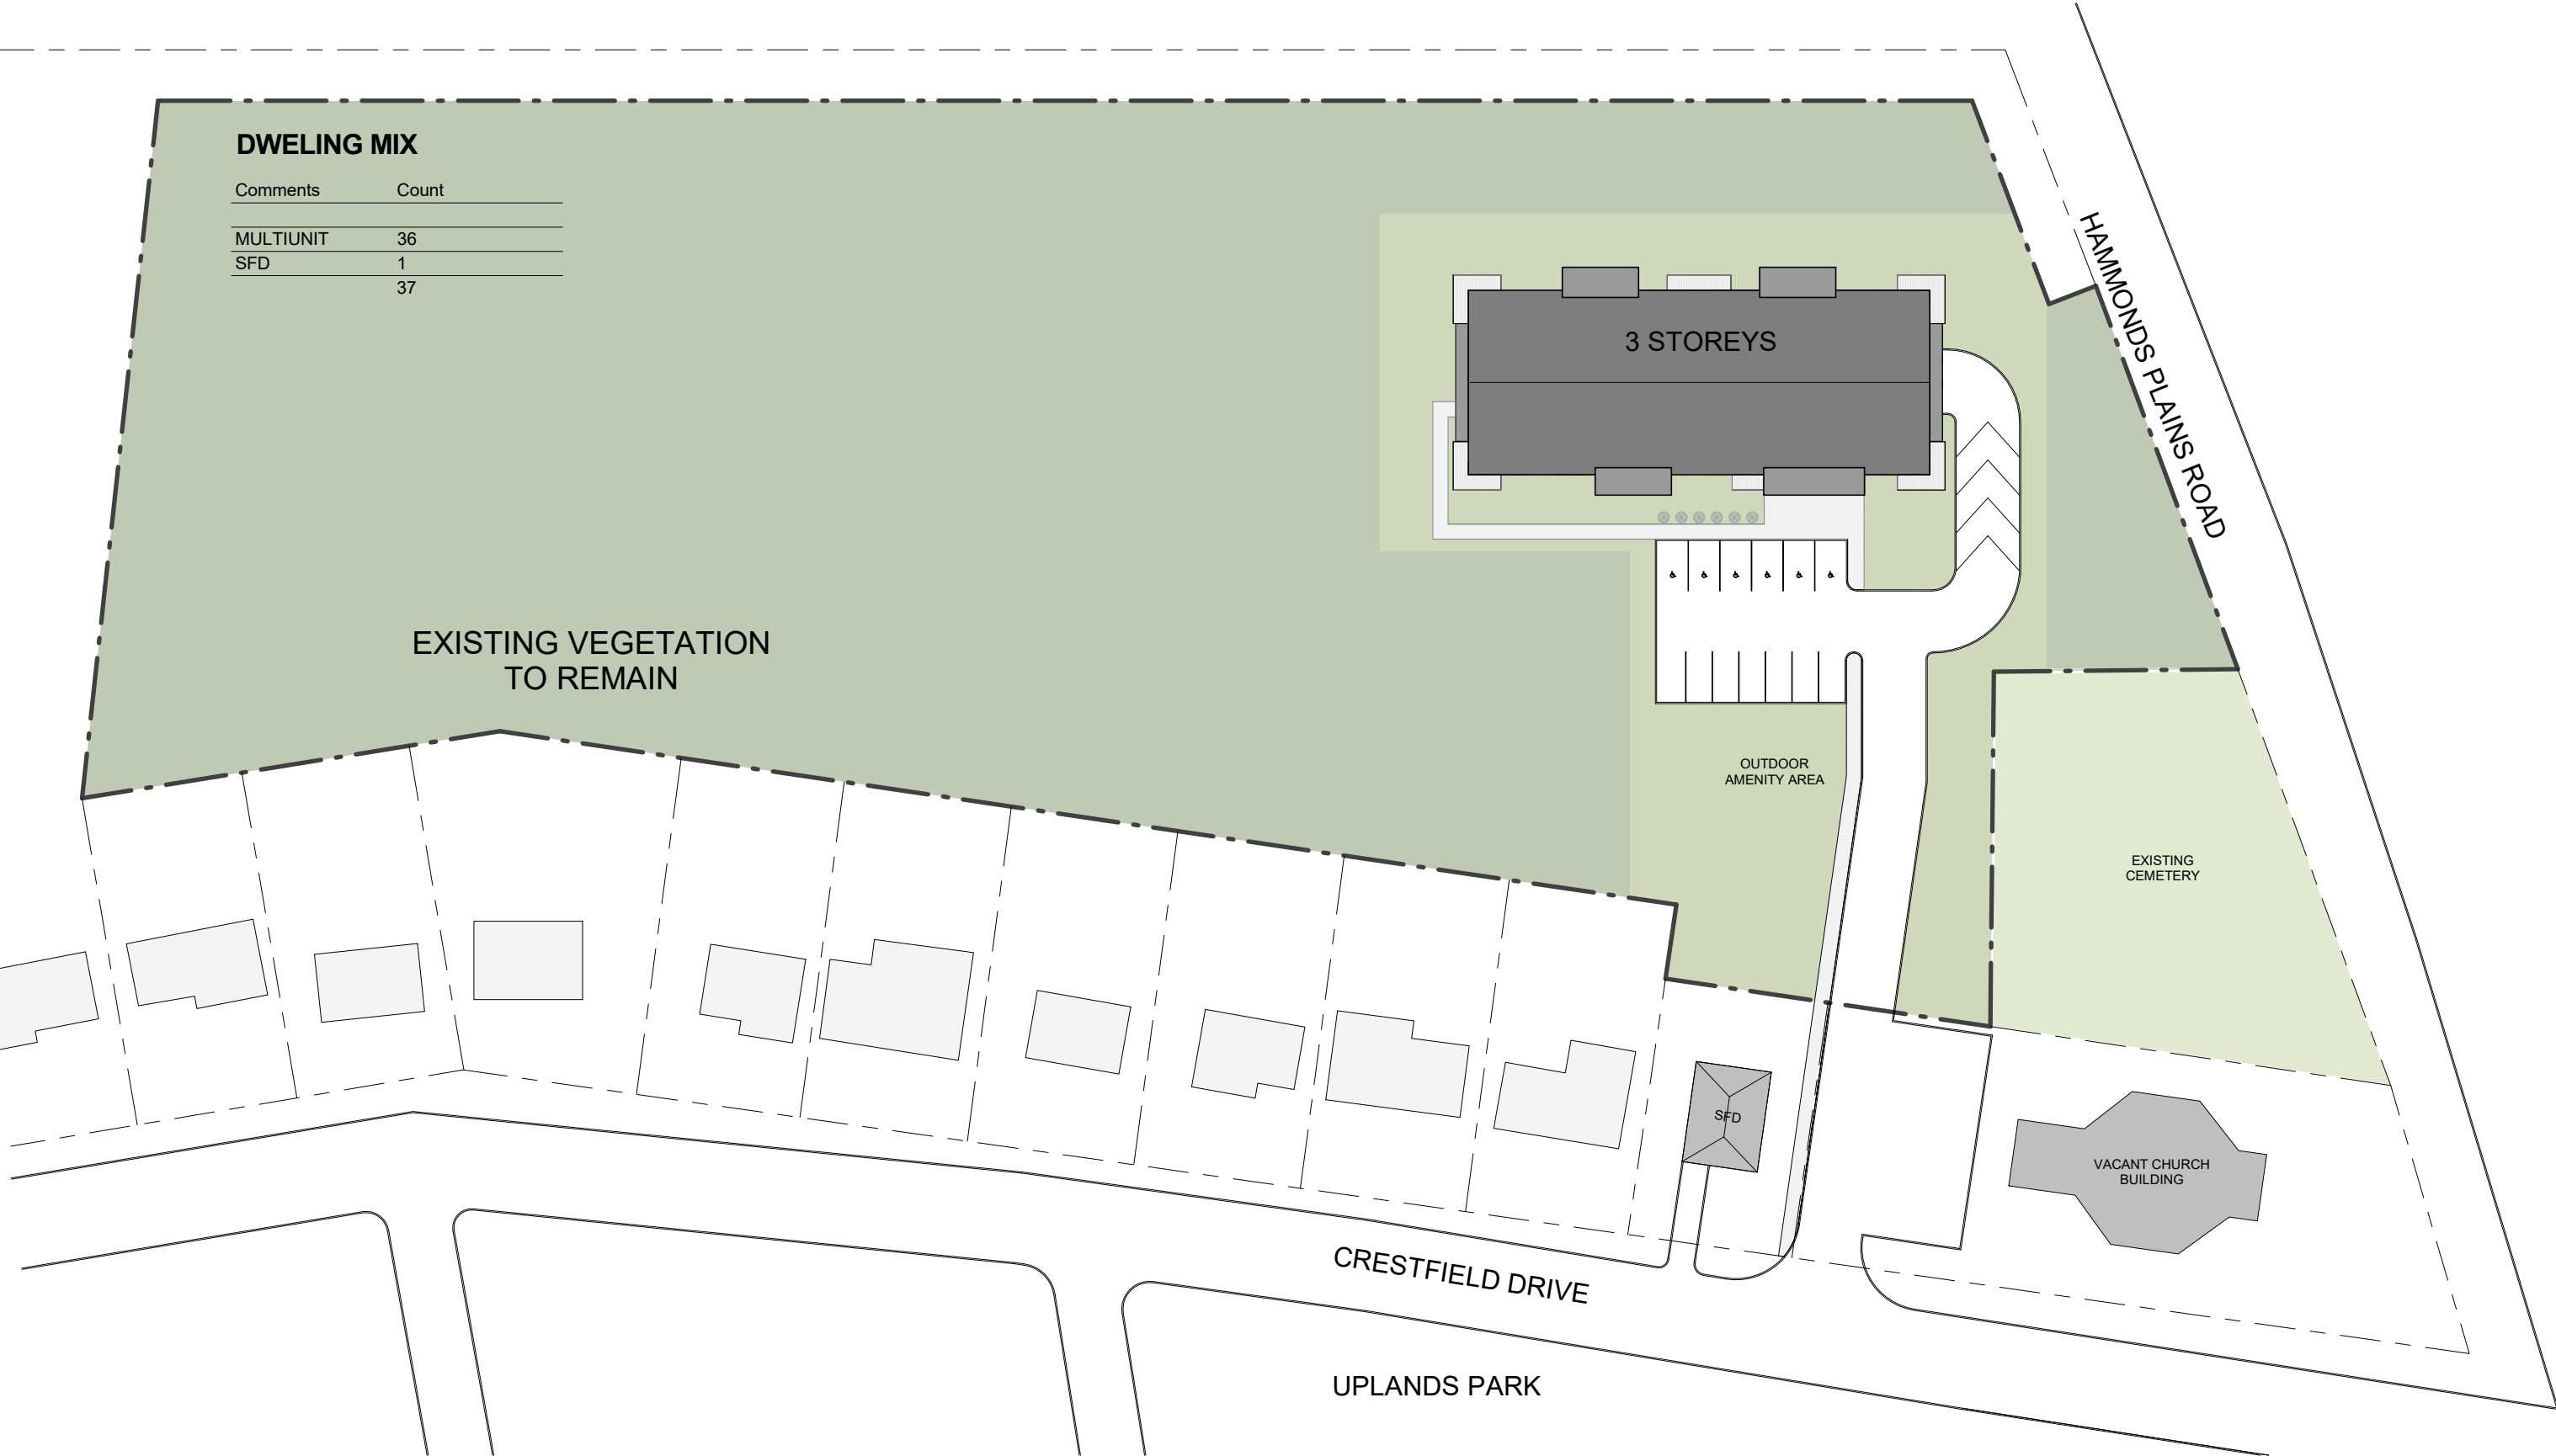 DWELING MIX
Comments Count
MULTIUNIT 36
SFD 1
37
3 STOREYS
HAMMONDS PLAINS ROAD
EXISTING VEGETATION
TO REMAIN
OUTDOOR
AMENITY AREA
EXISTING
CEMETERY
SFD
VACANT CHURCH
BUILDING
CRESTFIELD DRIVE
UPLANDS PARK